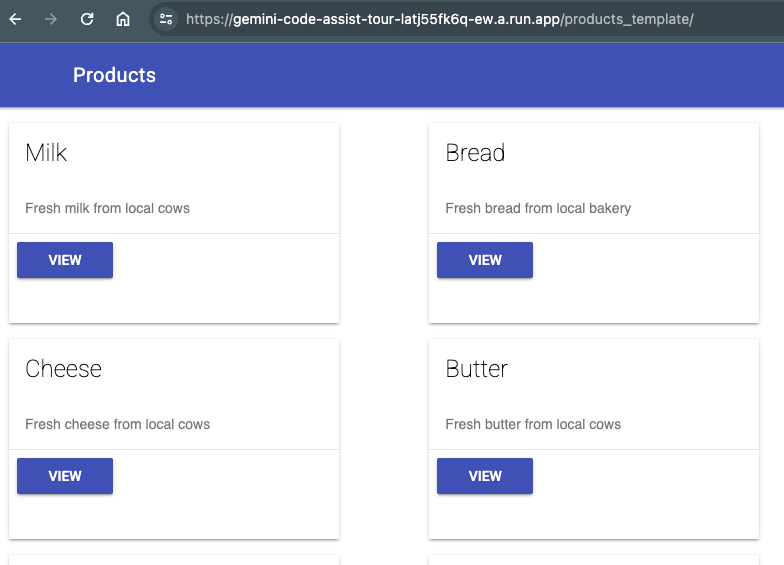 https://gemini-code-assist-tour-latj55fk6q-ew.a.run.app/products_template/
Products
Milk
Fresh milk from local cows
VIEW
Bread
Fresh bread from local bakery
VIEW
Cheese
Fresh cheese from local cows
VIEW
Butter
Fresh butter from local cows
VIEW